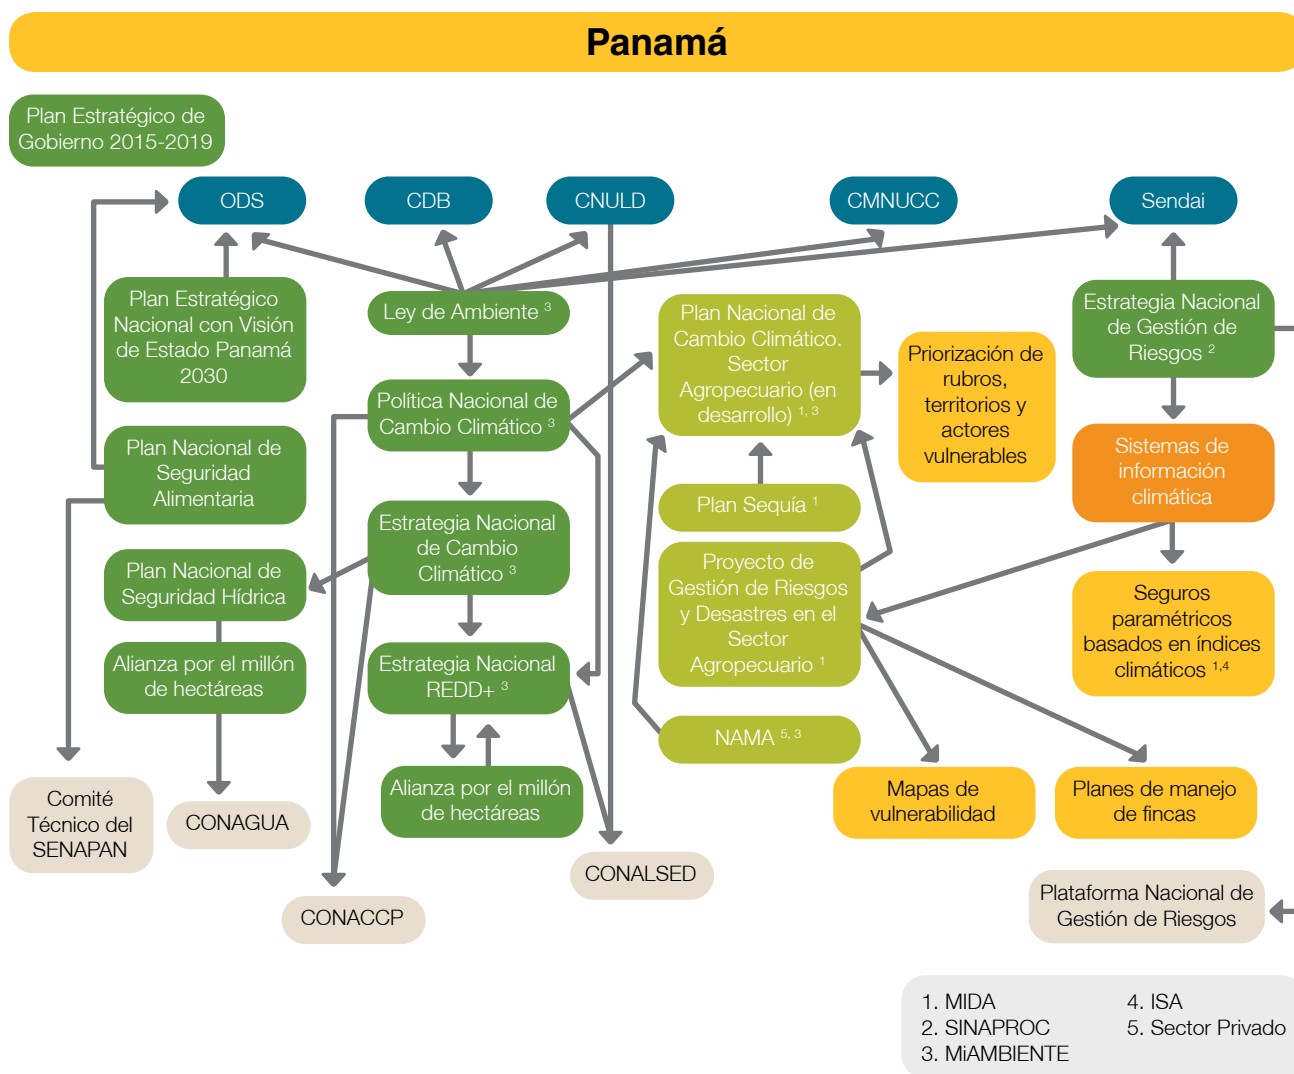 Panamá
Plan Estratégico de
Gobierno 2015-2019
ODS
CDB
CNULD
CMNUCC
Sendai
Plan Estratégico
Nacional con Visión
de Estado Panamá
2030
Ley de Ambiente ³
Plan Nacional de
Cambio Climático.
Sector
Agropecuario (en
desarrollo) ¹, ³
Priorización de
rubros,
territorios y
actores
vulnerables
Estrategia Nacional
de Gestión de
Riesgos ²
Política Nacional de
Cambio Climático ³
Plan Nacional de
Seguridad
Alimentaria
Sistemas de
información
climática
Plan Sequía ¹
Estrategia Nacional
de Cambio
Climático ³
Plan Nacional de
Seguridad Hídrica
Proyecto de
Gestión de Riesgos
y Desastres en el
Sector
Agropecuario ¹
Seguros
paramétricos
basados en índices
climáticos ¹,⁴
Alianza por el millón
de hectáreas
Estrategia Nacional
REDD+ ³
NAMA ⁵, ³
Alianza por el millón
de hectáreas
Mapas de
vulnerabilidad
Planes de manejo
de fincas
Comité
Técnico del
SENAPAN
CONAGUA
CONALSED
CONACCP
Plataforma Nacional de
Gestión de Riesgos
1. MIDA
2. SINAPROC
3. MiAMBIENTE
4. ISA
5. Sector Privado